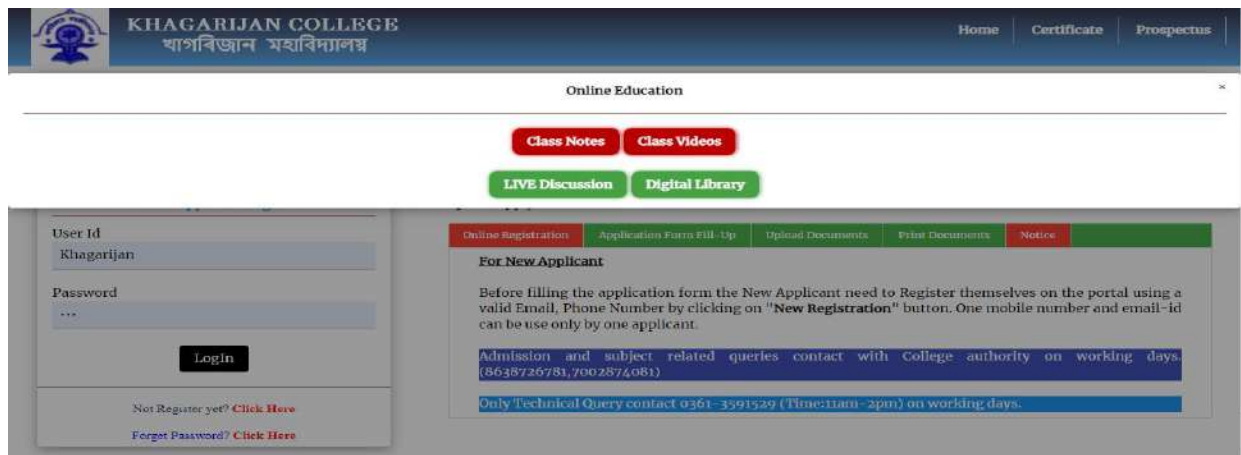 KHAGARIJAN COLLEGE
খাগৰিজান মহাবিদ্যালয়
Home Certificate Prospectus
Online Education ×
Class Notes Class Videos
LIVE Discussion Digital Library
User Id
Khagarijan
Password
...
LogIn
Not Register yet? Click Here
Forget Password? Click Here
Online Registration Application Form Fill-Up Upload Documents Print Documents Notice
For New Applicant
Before filling the application form the New Applicant need to Register themselves on the portal using a
valid Email, Phone Number by clicking on "New Registration" button. One mobile number and email-id
can be use only by one applicant.
Admission and subject related queries contact with College authority on working days.
(8638726781,7002874081)
Only Technical Query contact 0361-3591529 (Time:11am-2pm) on working days.